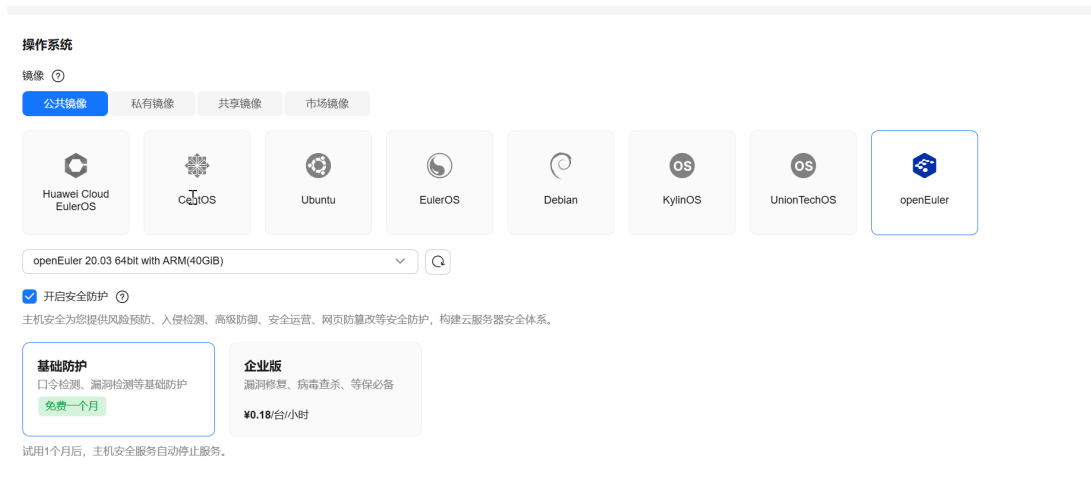 操作系统
镜像 ?
公共镜像 私有镜像 共享镜像 市场镜像
Huawei Cloud
EulerOS
CentOS
Ubuntu
EulerOS
Debian
OS
KylinOS
OS
UnionTechOS
openEuler
openEuler 20.03 64bit with ARM(40GiB)
开启安全防护 ?
主机安全为您提供风险预防、入侵检测、高级防御、安全运营、网页防篡改等安全防护，构建云服务器安全体系。
基础防护
口令检测、漏洞检测等基础防护
免费一个月
企业版
漏洞修复、病毒查杀、等保必备
¥0.18/台/小时
试用1个月后，主机安全服务自动停止服务。